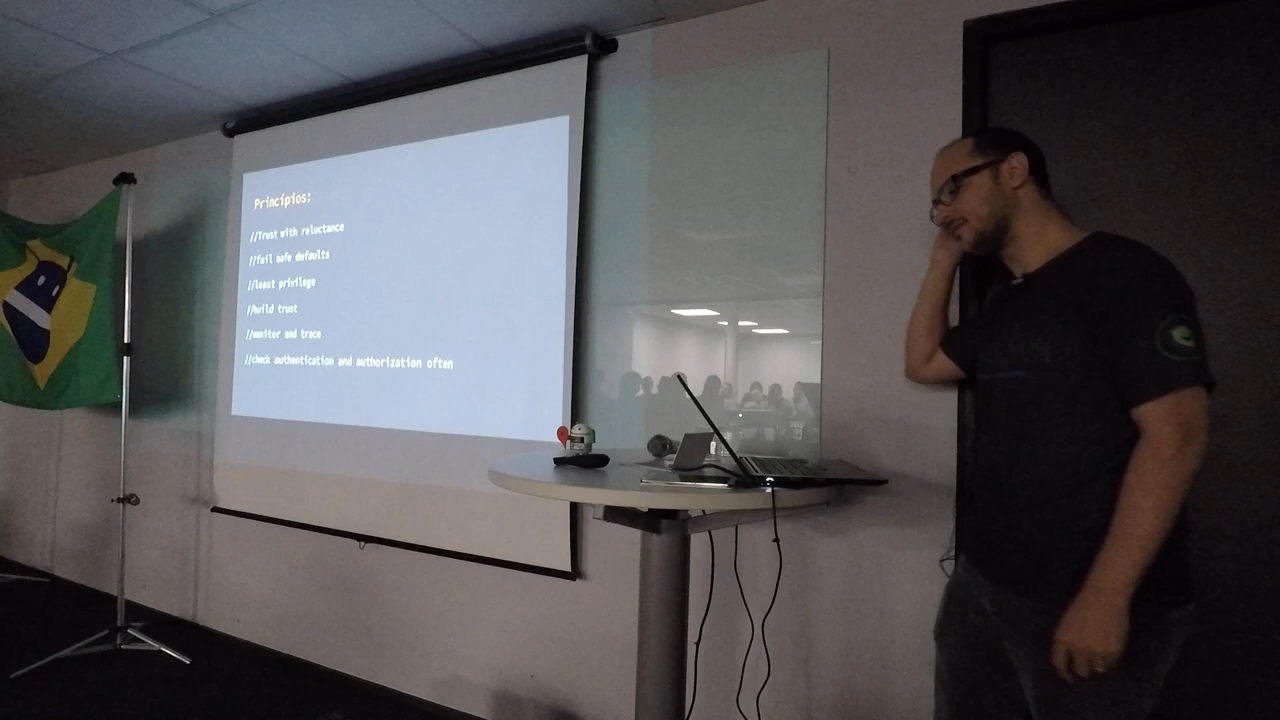 Princípios:
//Trust with reluctance
//fail safe defaults
//least privilege
//build trust
//monitor and trace
//check authentication and authorization often